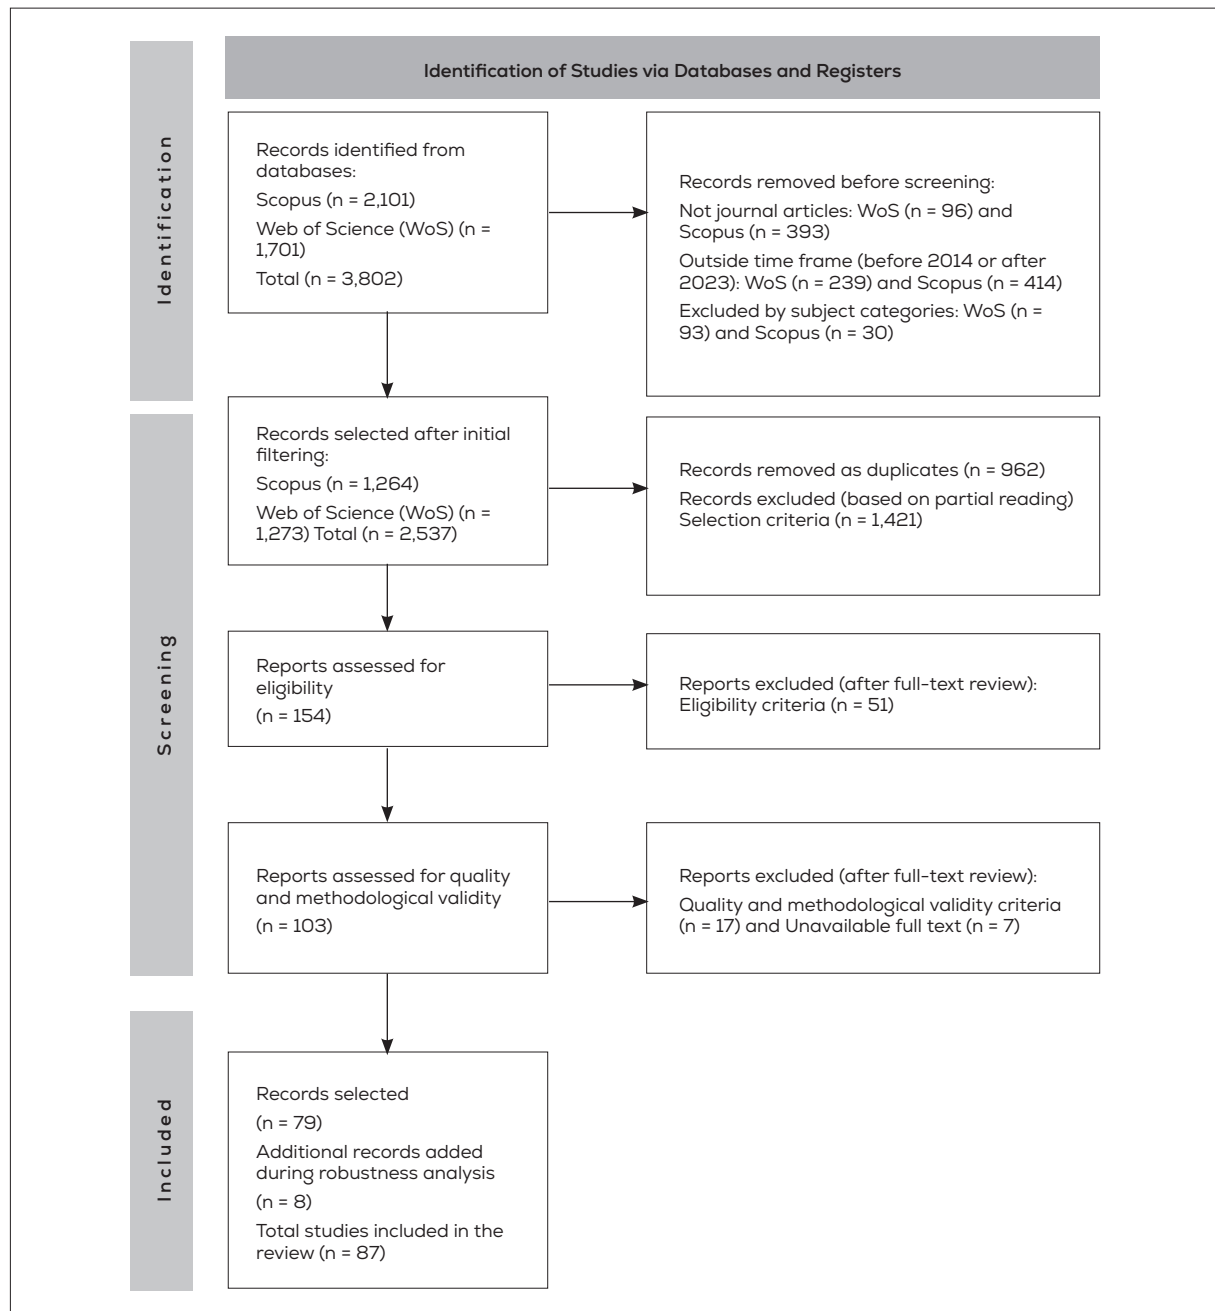 Identification of Studies via Databases and Registers
Identification
Records identified from
databases:
Scopus (n = 2,101)
Web of Science (WoS) (n =
1,701)
Total (n = 3,802)
Records removed before screening:
Not journal articles: WoS (n = 96) and
Scopus (n = 393)
Outside time frame (before 2014 or after
2023): WoS (n = 239) and Scopus (n = 414)
Excluded by subject categories: WoS (n =
93) and Scopus (n = 30)
Screening
Records selected after initial
filtering:
Scopus (n = 1,264)
Web of Science (WoS) (n =
1,273) Total (n = 2,537)
Records removed as duplicates (n = 962)
Records excluded (based on partial reading)
Selection criteria (n = 1,421)
Reports assessed for
eligibility
(n = 154)
Reports excluded (after full-text review):
Eligibility criteria (n = 51)
Reports assessed for quality
and methodological validity
(n = 103)
Reports excluded (after full-text review):
Quality and methodological validity criteria
(n = 17) and Unavailable full text (n = 7)
Included
Records selected
(n = 79)
Additional records added
during robustness analysis
(n = 8)
Total studies included in the
review (n = 87)